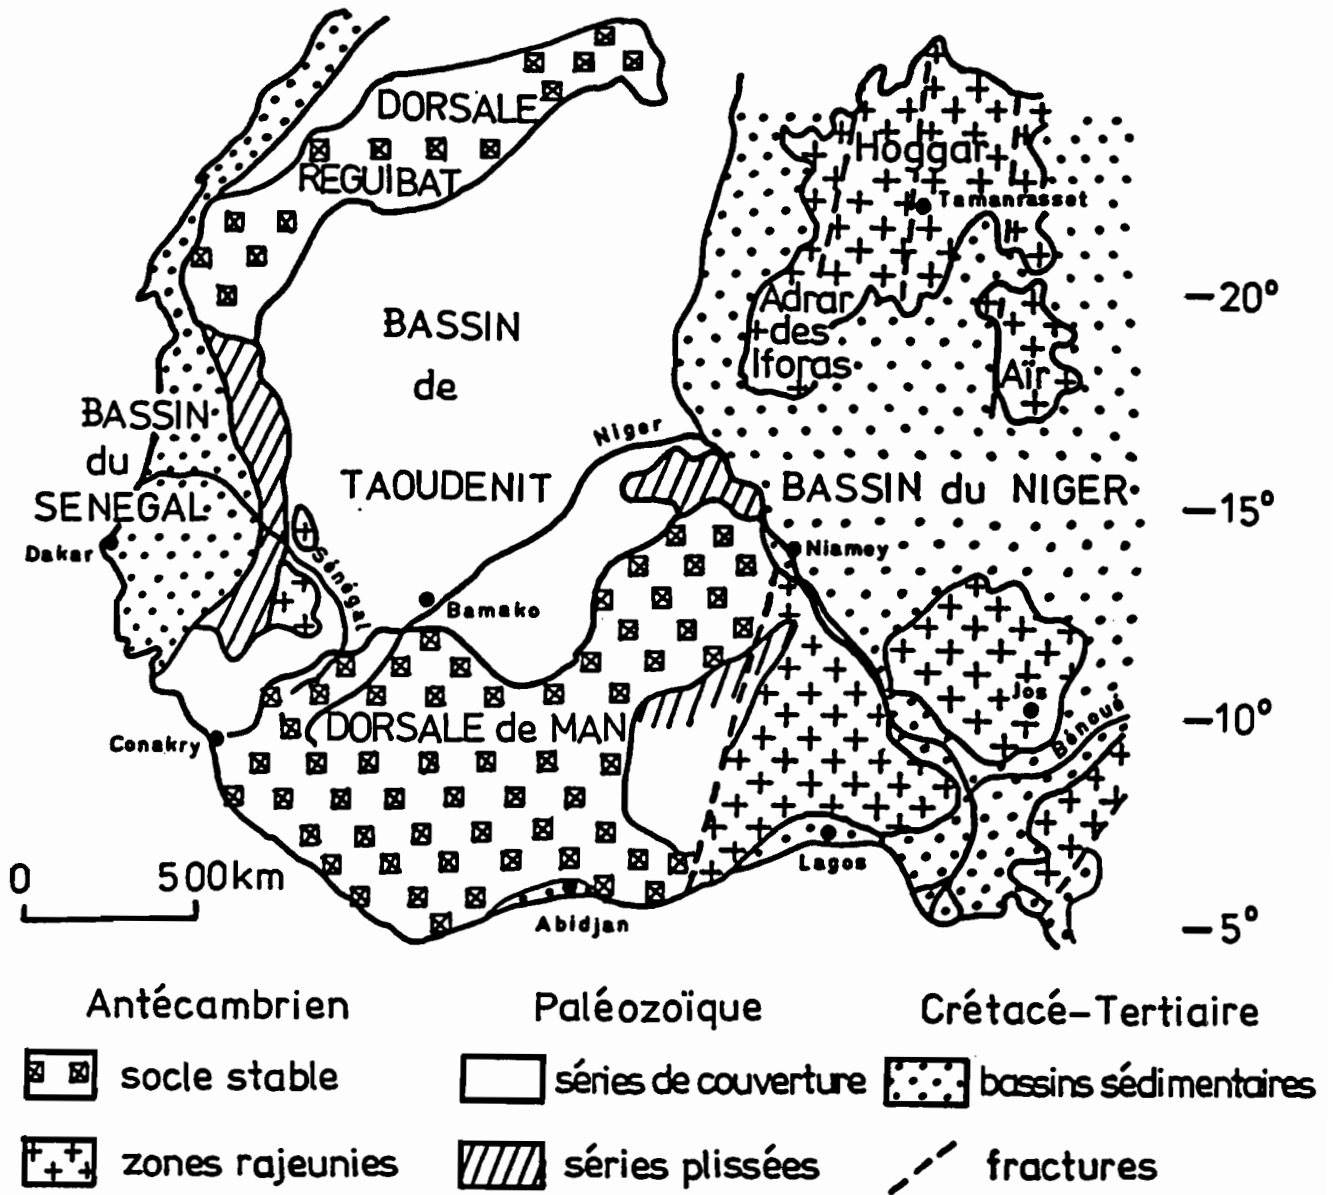 DORSALE
REGUIBAT
Hoggar
Tamanrasset
BASSIN
de
TAOUDENIT
Adrar
des
Iforas
Aïr
–20°
BASSIN
du
SENEGAL
Niger
BASSIN du NIGER
–15°
Dakar
Sénégal
Niamey
Bamako
Jos
Bénoué
–10°
DORSALE de MAN
Conakry
Lagos
Abidjan
–5°
0 500km
Antécambrien
socle stable
zones rajeunies
Paléozoïque
séries de couverture
séries plissées
Crétacé–Tertiaire
bassins sédimentaires
fractures